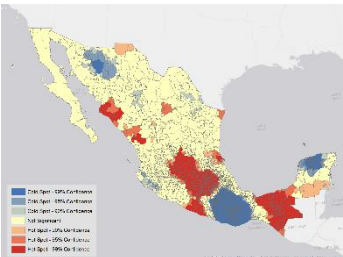 Cold Spot - 99% Confidence
Cold Spot - 95% Confidence
Cold Spot - 90% Confidence
Not Significant
Hot Spot - 90% Confidence
Hot Spot - 95% Confidence
Hot Spot - 99% Confidence